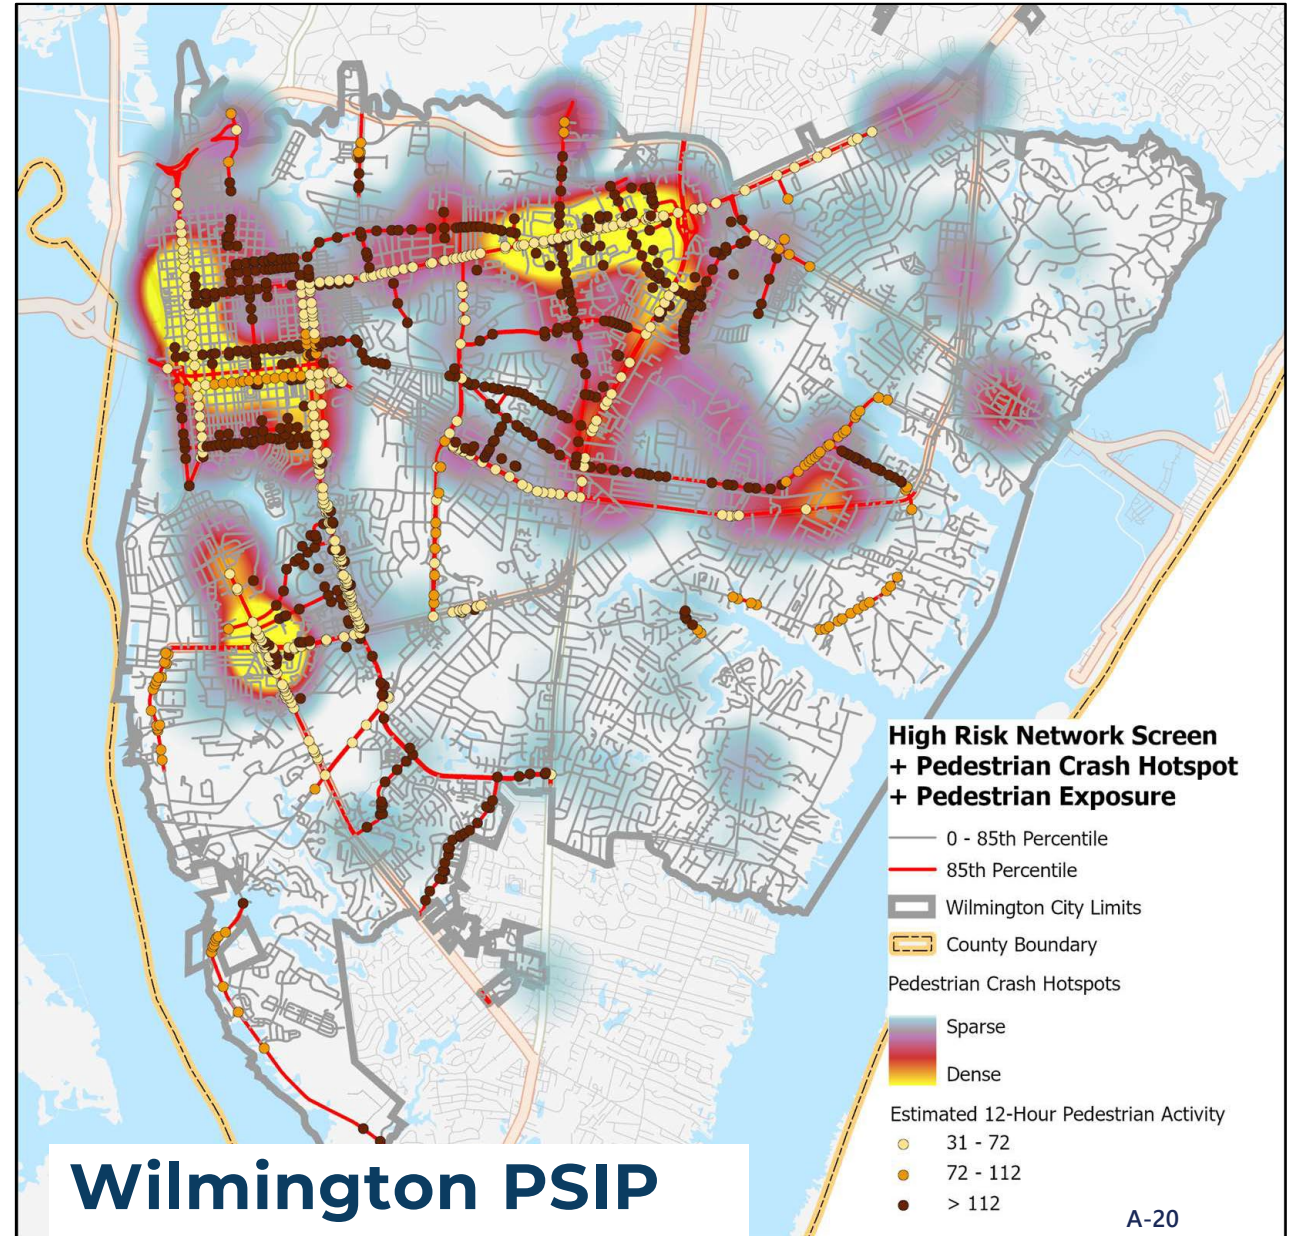 High Risk Network Screen
+ Pedestrian Crash Hotspot
+ Pedestrian Exposure
0 - 85th Percentile
85th Percentile
Wilmington City Limits
County Boundary
Pedestrian Crash Hotspots
Sparse
Dense
Estimated 12-Hour Pedestrian Activity
31 - 72
72 - 112
> 112
Wilmington PSIP
A-20